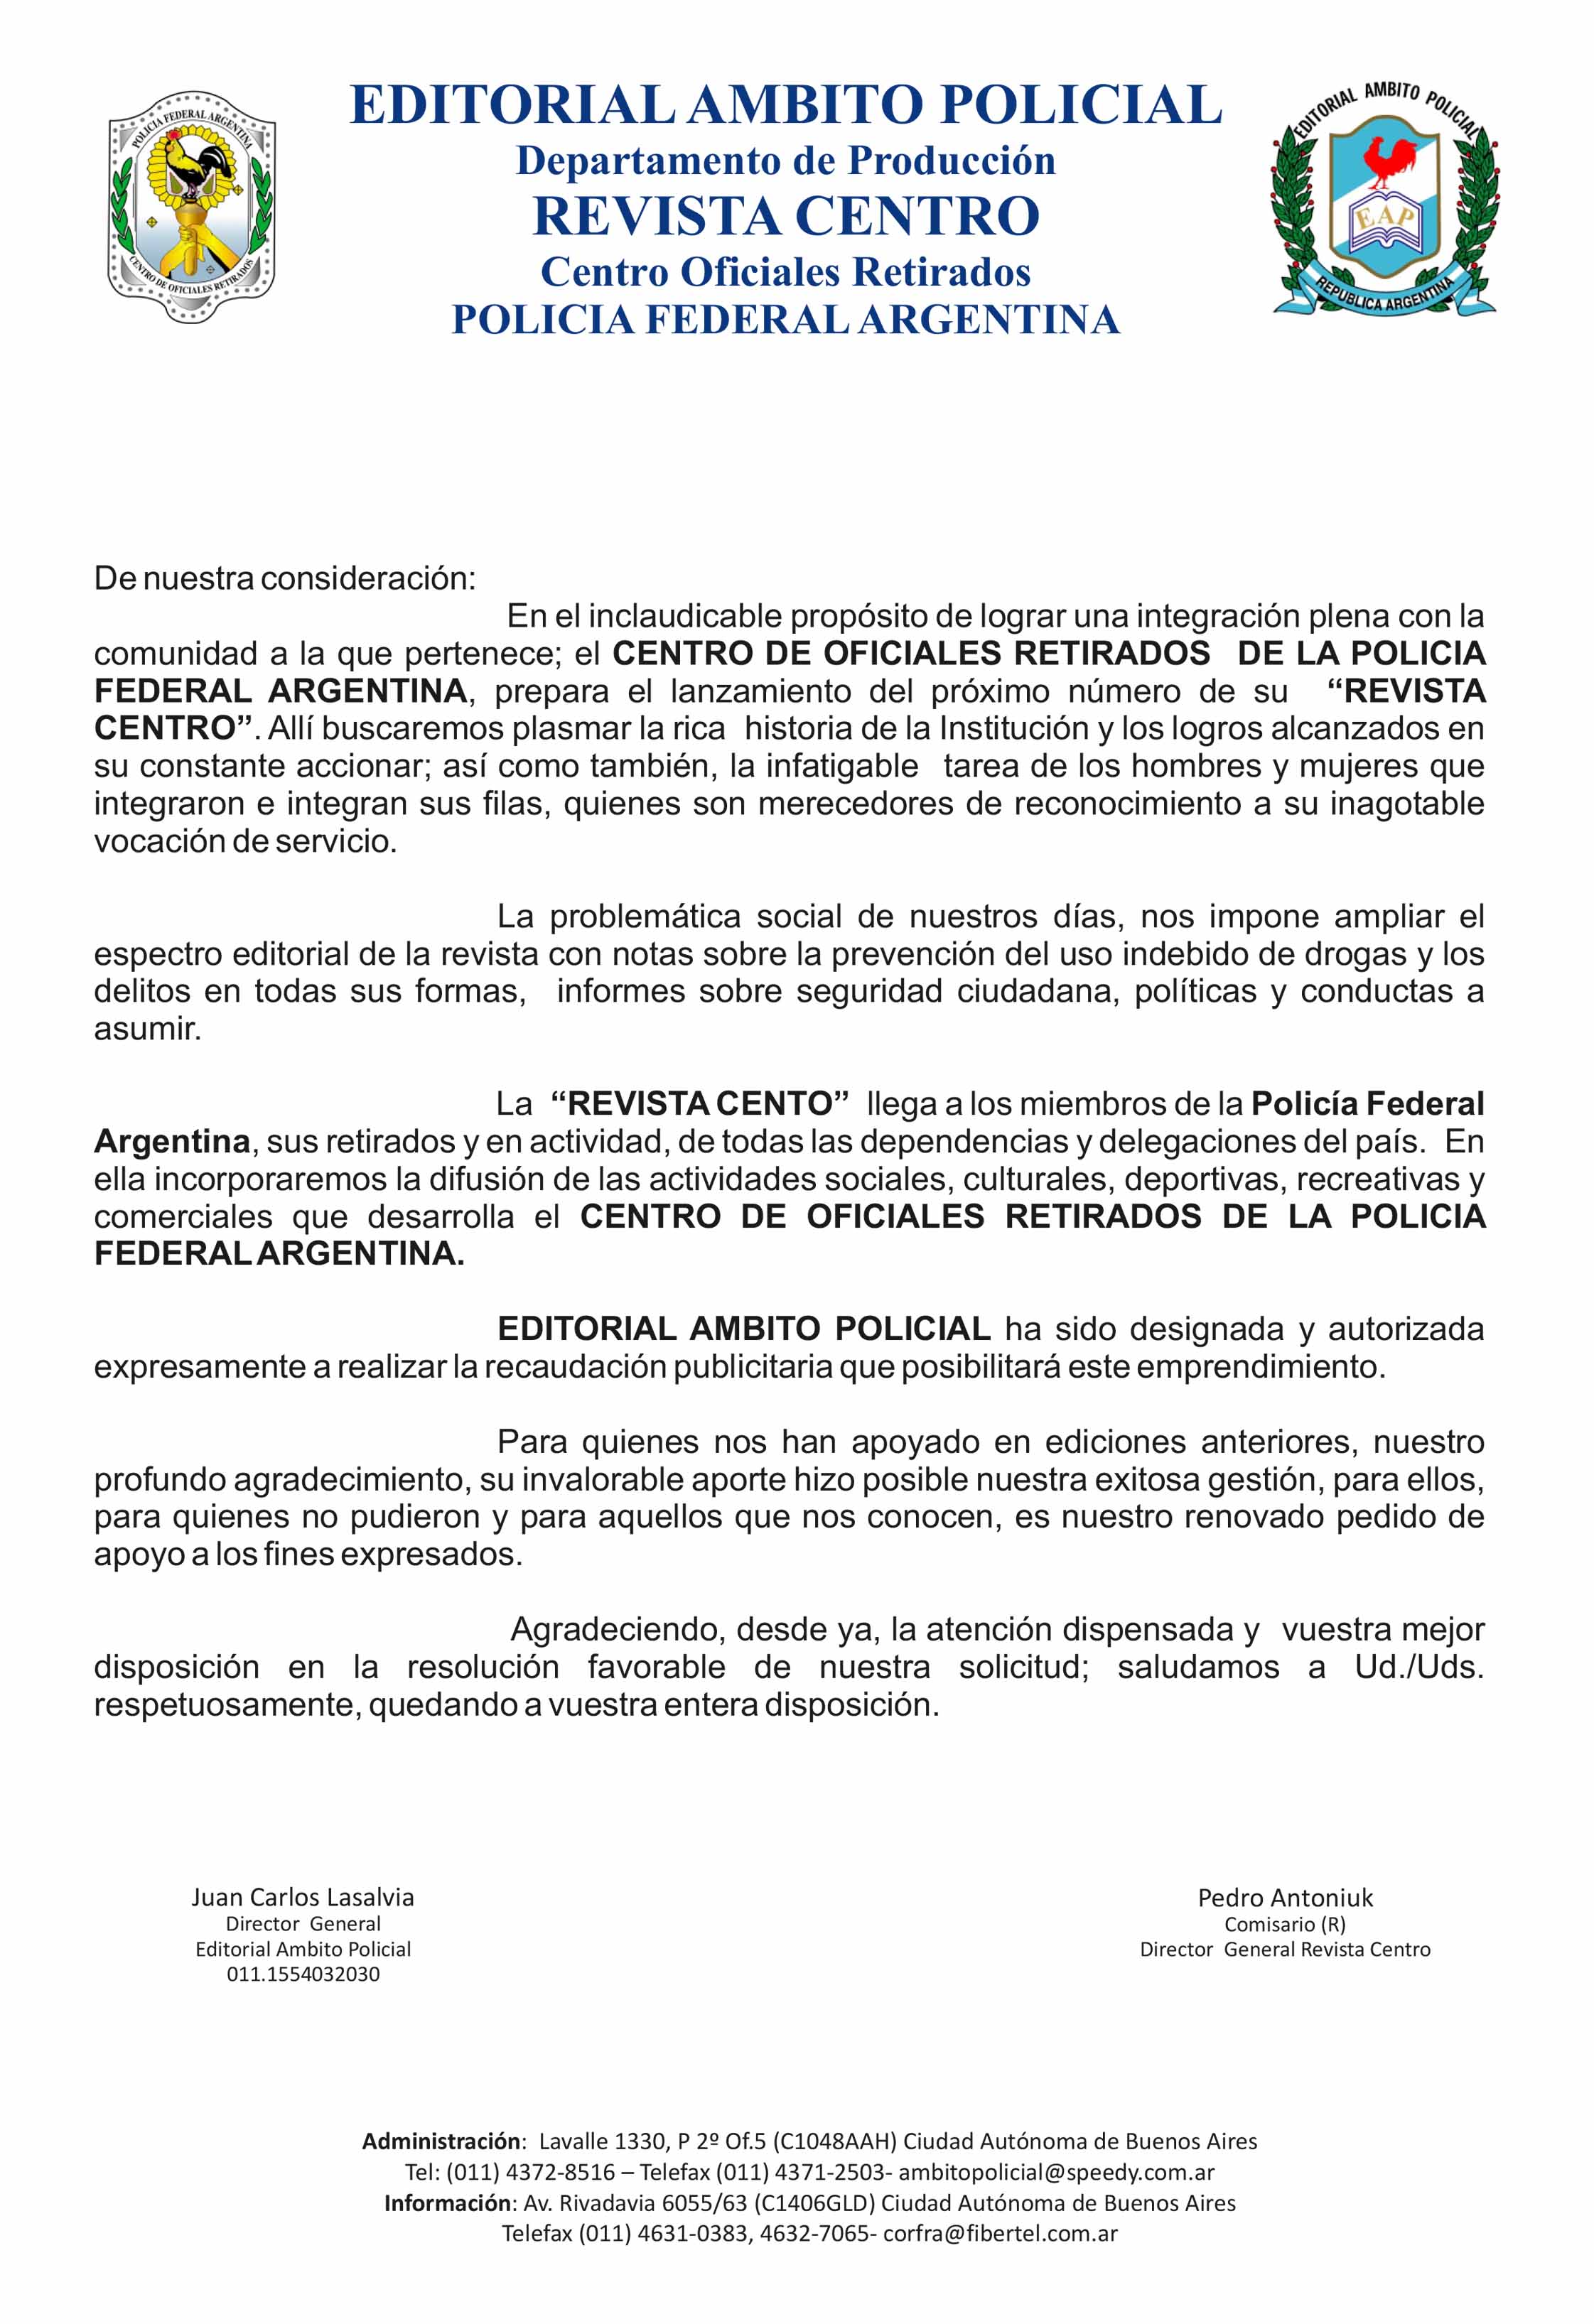 POLICIA FEDERAL ARGENTINA
CENTRO DE OFICIALES RETIRADOS
EDITORIAL AMBITO POLICIAL
Departamento de Producción
REVISTA CENTRO
Centro Oficiales Retirados
POLICIA FEDERAL ARGENTINA
EDITORIAL AMBITO POLICIAL
EAP
REPUBLICA ARGENTINA
De nuestra consideración:
En el inclaudicable propósito de lograr una integración plena con la
comunidad a la que pertenece; el CENTRO DE OFICIALES RETIRADOS DE LA POLICIA
FEDERAL ARGENTINA, prepara el lanzamiento del próximo número de su “REVISTA
CENTRO”. Allí buscaremos plasmar la rica historia de la Institución y los logros alcanzados en
su constante accionar; así como también, la infatigable tarea de los hombres y mujeres que
integraron e integran sus filas, quienes son merecedores de reconocimiento a su inagotable
vocación de servicio.
La problemática social de nuestros días, nos impone ampliar el
espectro editorial de la revista con notas sobre la prevención del uso indebido de drogas y los
delitos en todas sus formas, informes sobre seguridad ciudadana, políticas y conductas a
asumir.
La “REVISTA CENTO” llega a los miembros de la Policía Federal
Argentina, sus retirados y en actividad, de todas las dependencias y delegaciones del país. En
ella incorporaremos la difusión de las actividades sociales, culturales, deportivas, recreativas y
comerciales que desarrolla el CENTRO DE OFICIALES RETIRADOS DE LA POLICIA
FEDERAL ARGENTINA.
EDITORIAL AMBITO POLICIAL ha sido designada y autorizada
expresamente a realizar la recaudación publicitaria que posibilitará este emprendimiento.
Para quienes nos han apoyado en ediciones anteriores, nuestro
profundo agradecimiento, su invalorable aporte hizo posible nuestra exitosa gestión, para ellos,
para quienes no pudieron y para aquellos que nos conocen, es nuestro renovado pedido de
apoyo a los fines expresados.
Agradeciendo, desde ya, la atención dispensada y vuestra mejor
disposición en la resolución favorable de nuestra solicitud; saludamos a Ud./Uds.
respetuosamente, quedando a vuestra entera disposición.
Juan Carlos Lasalvia
Director General
Editorial Ambito Policial
011.1554032030
Pedro Antoniuk
Comisario (R)
Director General Revista Centro
Administración: Lavalle 1330, P 2º Of.5 (C1048AAH) Ciudad Autónoma de Buenos Aires
Tel: (011) 4372-8516 – Telefax (011) 4371-2503- ambitopolicial@speedy.com.ar
Información: Av. Rivadavia 6055/63 (C1406GLD) Ciudad Autónoma de Buenos Aires
Telefax (011) 4631-0383, 4632-7065- corfra@fibertel.com.ar